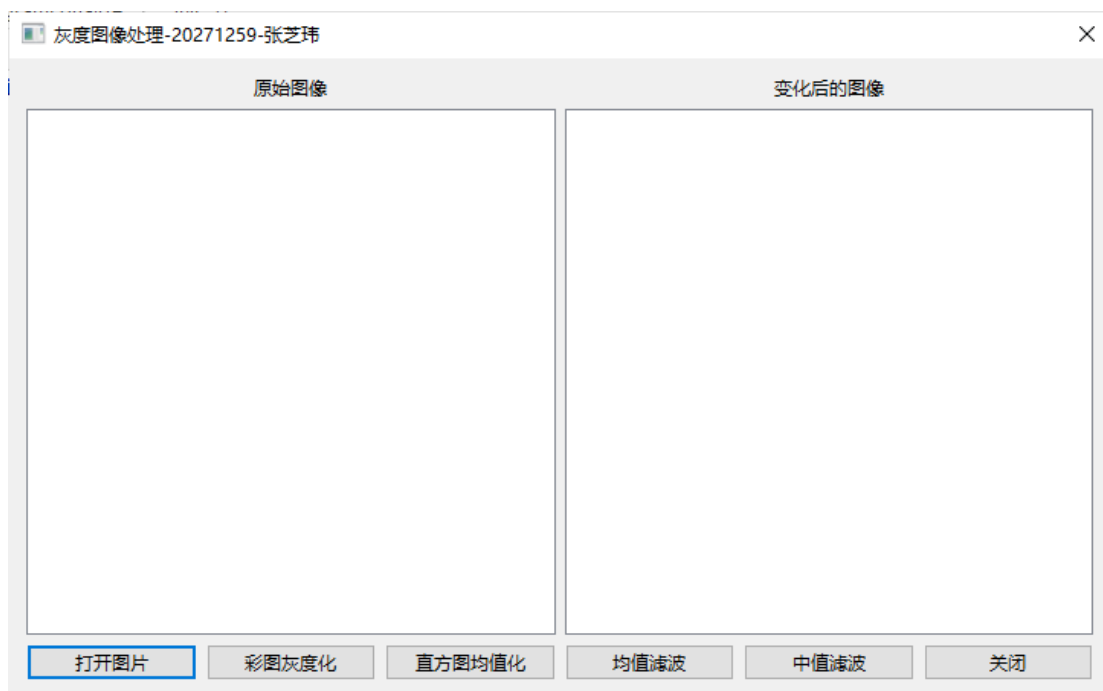 灰度图像处理-20271259-张芝玮
原始图像
变化后的图像
打开图片
彩图灰度化
直方图均值化
均值滤波
中值滤波
关闭